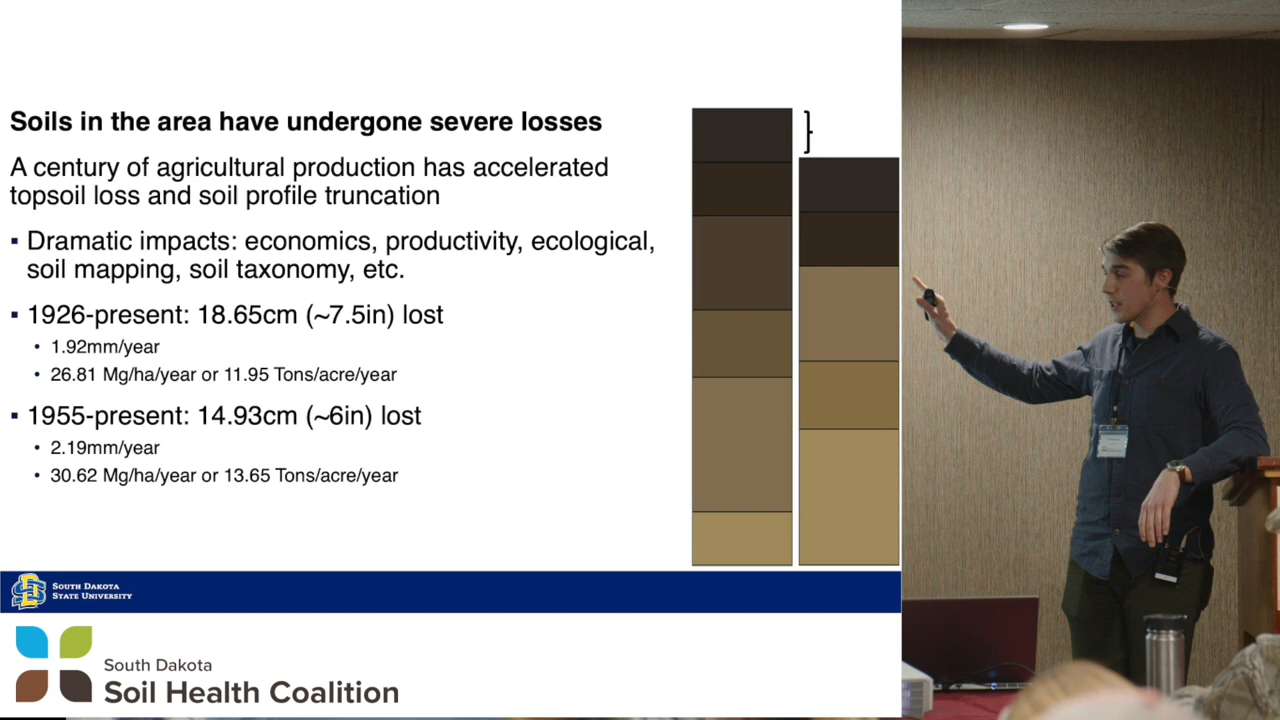 Soils in the area have undergone severe losses
A century of agricultural production has accelerated
topsoil loss and soil profile truncation
▪ Dramatic impacts: economics, productivity, ecological,
soil mapping, soil taxonomy, etc.
▪ 1926-present: 18.65cm (~7.5in) lost
• 1.92mm/year
• 26.81 Mg/ha/year or 11.95 Tons/acre/year
▪ 1955-present: 14.93cm (~6in) lost
• 2.19mm/year
• 30.62 Mg/ha/year or 13.65 Tons/acre/year
South Dakota
State University
South Dakota
Soil Health Coalition